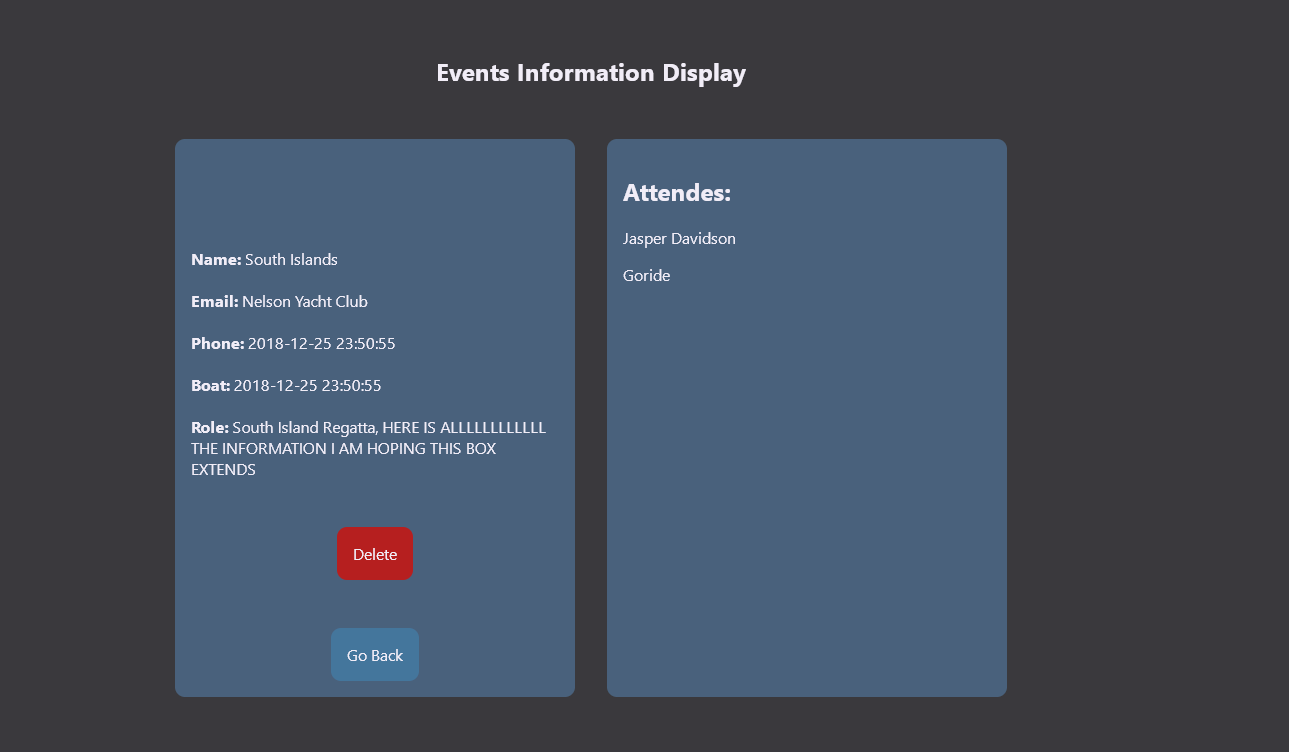 Events Information Display
Name: South Islands
Email: Nelson Yacht Club
Phone: 2018-12-25 23:50:55
Boat: 2018-12-25 23:50:55
Role: South Island Regatta, HERE IS ALLLLLLLLLLLL
THE INFORMATION I AM HOPING THIS BOX
EXTENDS
Delete
Go Back
Attendes:
Jasper Davidson
Goride